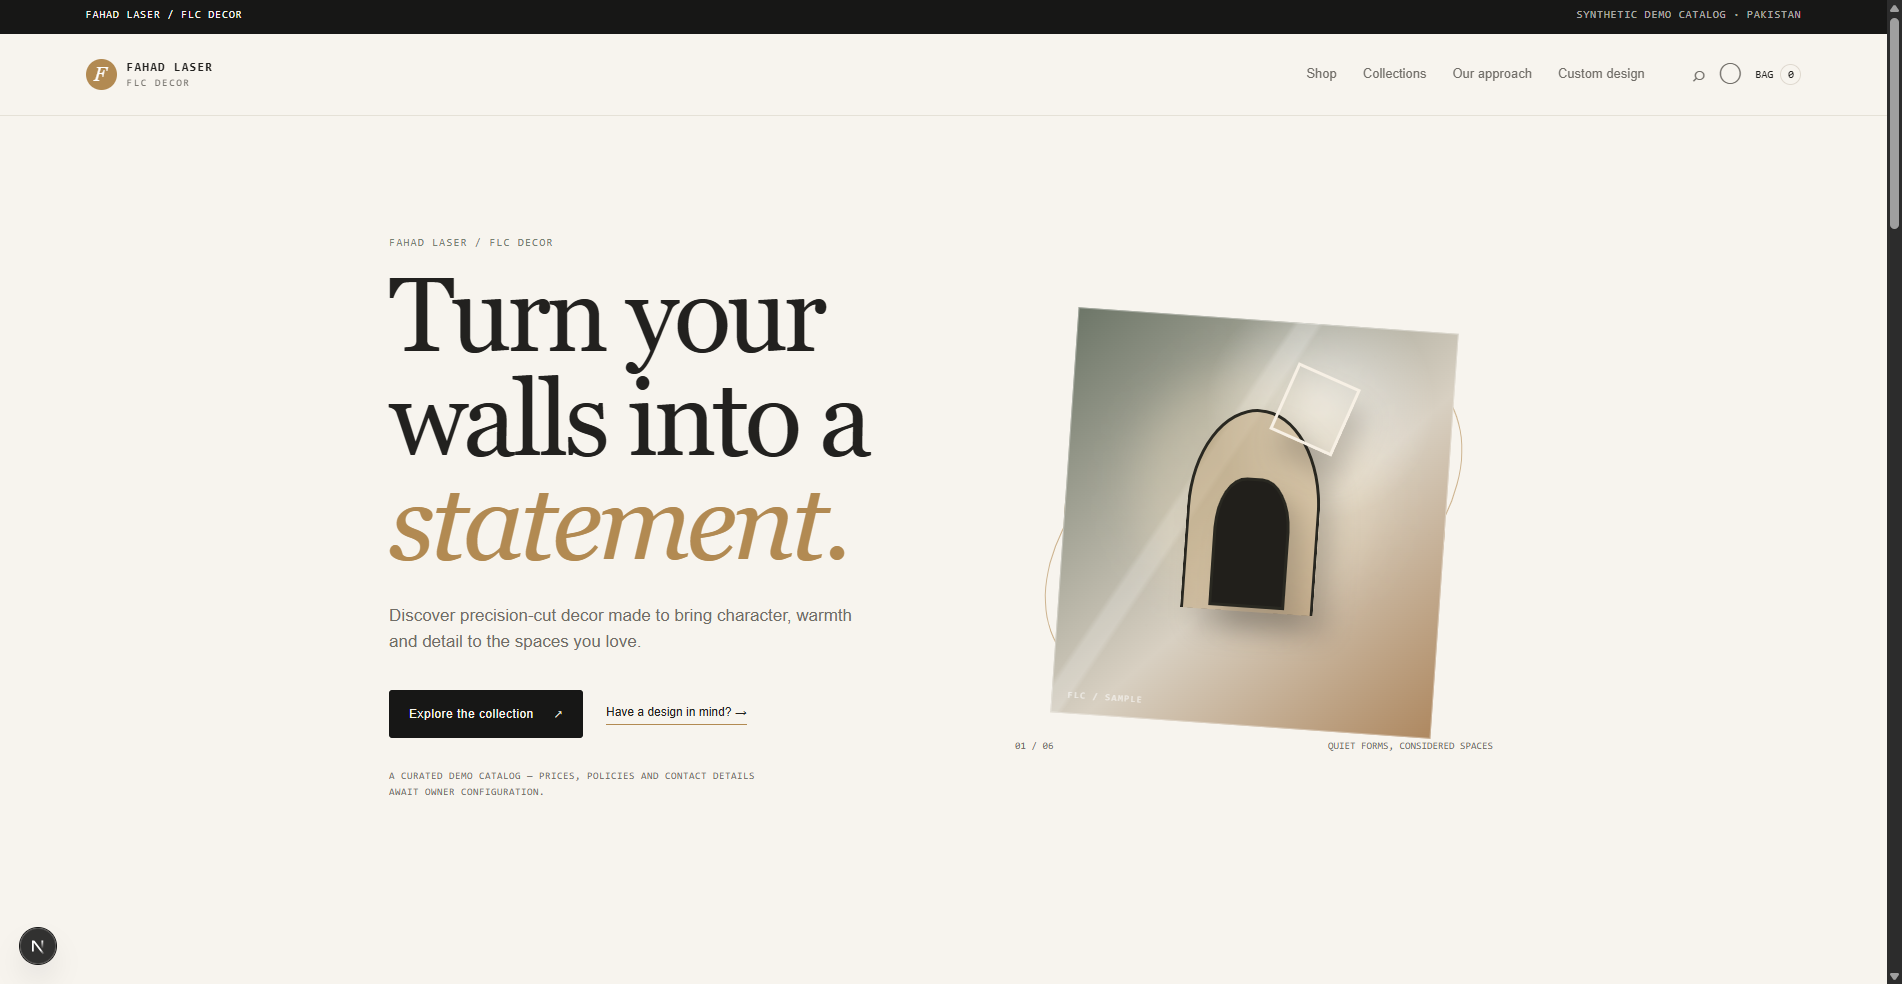 FAHAD LASER / FLC DECOR
SYNTHETIC DEMO CATALOG · PAKISTAN
F
FAHAD LASER
FLC DECOR
Shop
Collections
Our approach
Custom design
BAG
0
FAHAD LASER / FLC DECOR
Turn your
walls into a
statement.
Discover precision-cut decor made to bring character, warmth
and detail to the spaces you love.
Explore the collection ↗
Have a design in mind? →
A CURATED DEMO CATALOG — PRICES, POLICIES AND CONTACT DETAILS
AWAIT OWNER CONFIGURATION.
FLC / SAMPLE
01 / 06
QUIET FORMS, CONSIDERED SPACES
N